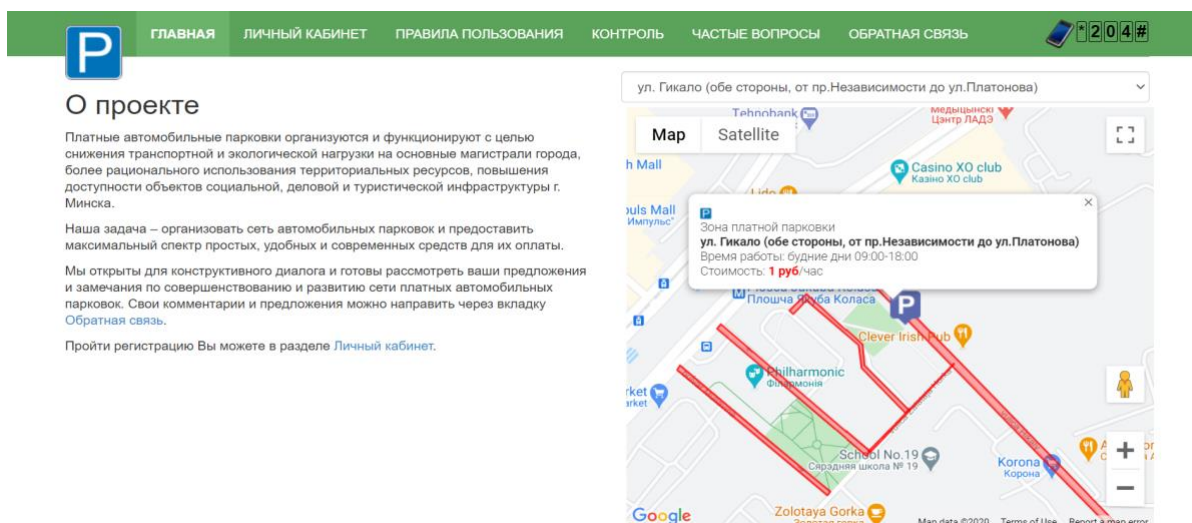 P
ГЛАВНАЯ ЛИЧНЫЙ КАБИНЕТ ПРАВИЛА ПОЛЬЗОВАНИЯ КОНТРОЛЬ ЧАСТЫЕ ВОПРОСЫ ОБРАТНАЯ СВЯЗЬ *204#
О проекте
Платные автомобильные парковки организуются и функционируют с целью
снижения транспортной и экологической нагрузки на основные магистрали города,
более рационального использования территориальных ресурсов, повышения
доступности объектов социальной, деловой и туристической инфраструктуры г.
Минска.
Наша задача – организовать сеть автомобильных парковок и предоставить
максимальный спектр простых, удобных и современных средств для их оплаты.
Мы открыты для конструктивного диалога и готовы рассмотреть ваши предложения
и замечания по совершенствованию и развитию сети платных автомобильных
парковок. Свои комментарии и предложения можно направить через вкладку
Обратная связь.
Пройти регистрацию Вы можете в разделе Личный кабинет.
ул. Гикало (обе стороны, от пр.Независимости до ул.Платонова)
Tehnobank
Цэнтр ЛАДЭ
Map Satellite
h Mall
Casino XO club
Казіно XO club
Lido
Mall
Импульс"
P
Зона платной парковки
ул. Гикало (обе стороны, от пр.Независимости до ул.Платонова)
Время работы: будние дни 09:00-18:00
Стоимость: 1 руб/час
Плошча Якуба Коласа
P
Clever Irish Pub
Philharmonic
Філармонія
rket
arket
School No.19
Сярэдняя школа № 19
Korona
Корона
Zolotaya Gorka
Google
Map data ©2020 Terms of Use Report a map error